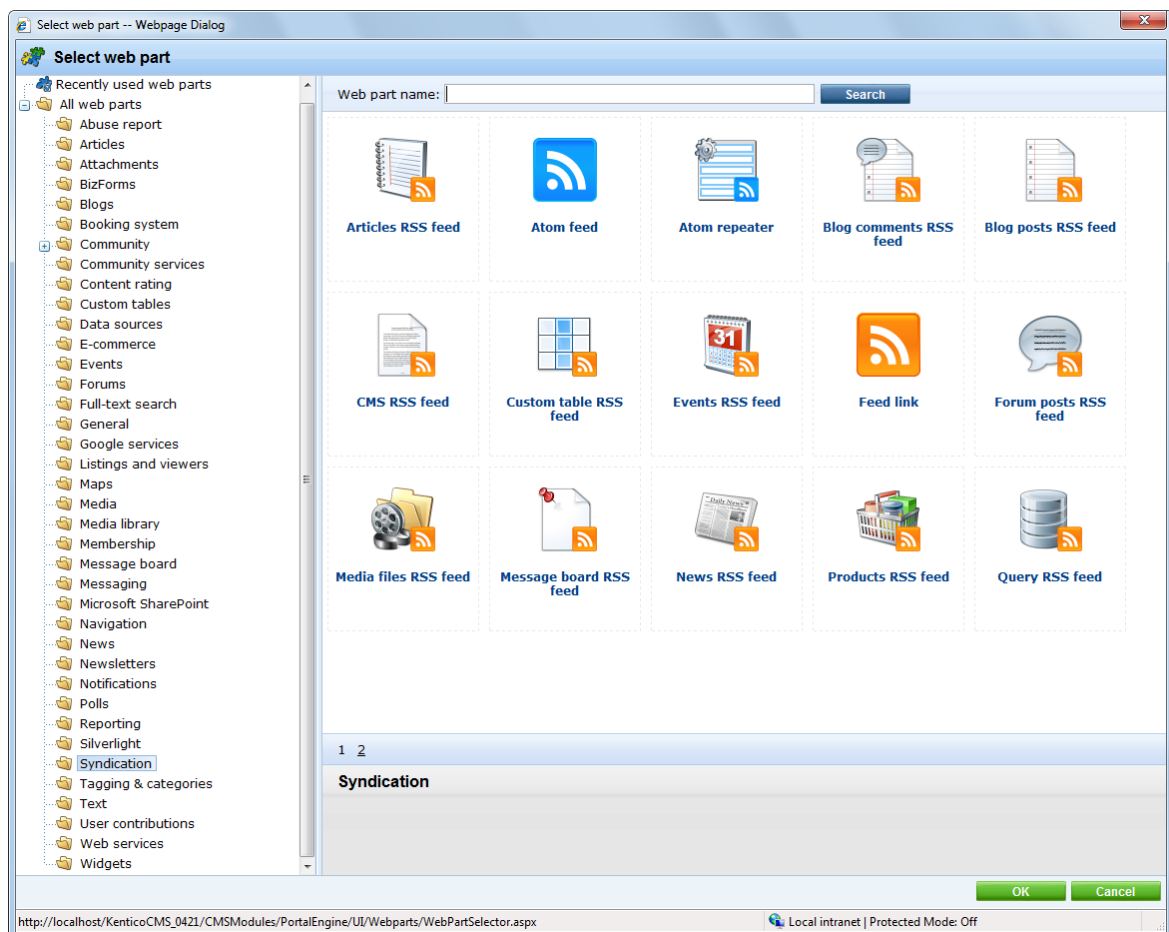 Select web part -- Webpage Dialog
Select web part
Recently used web parts
All web parts
Abuse report
Articles
Attachments
BizForms
Blogs
Booking system
Community
Community services
Content rating
Custom tables
Data sources
E-commerce
Events
Forums
Full-text search
General
Google services
Listings and viewers
Maps
Media
Media library
Membership
Message board
Messaging
Microsoft SharePoint
Navigation
News
Newsletters
Notifications
Polls
Reporting
Silverlight
Syndication
Tagging & categories
Text
User contributions
Web services
Widgets
Web part name:
Search
Articles RSS feed
Atom feed
Atom repeater
Blog comments RSS
feed
Blog posts RSS feed
CMS RSS feed
Custom table RSS
feed
31
Events RSS feed
Feed link
Forum posts RSS
feed
Media files RSS feed
Message board RSS
feed
Daily News
News RSS feed
Products RSS feed
Query RSS feed
1 2
Syndication
OK
Cancel
http://localhost/KenticoCMS_0421/CMSModules/PortalEngine/UI/Webparts/WebPartSelector.aspx
Local intranet | Protected Mode: Off